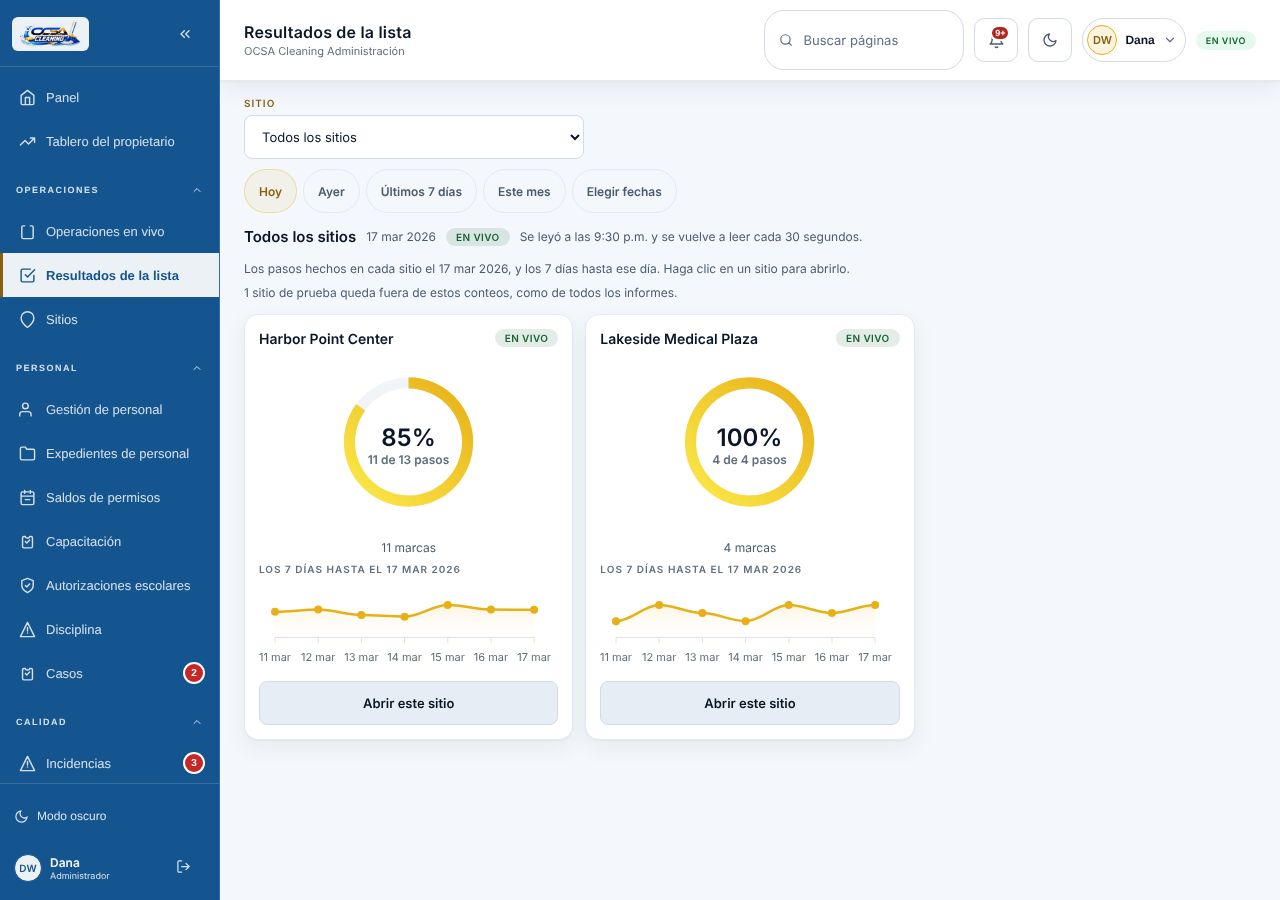 OCSA
CLEANING
Panel
Tablero del propietario
OPERACIONES
Operaciones en vivo
Resultados de la lista
Sitios
PERSONAL
Gestión de personal
Expedientes de personal
Saldos de permisos
Capacitación
Autorizaciones escolares
Disciplina
Casos 2
CALIDAD
Incidencias 3
Modo oscuro
DW Dana
Administrador
Resultados de la lista
OCSA Cleaning Administración
Buscar páginas
9+
DW Dana
EN VIVO
SITIO
Todos los sitios
Hoy Ayer Últimos 7 días Este mes Elegir fechas
Todos los sitios 17 mar 2026 EN VIVO Se leyó a las 9:30 p.m. y se vuelve a leer cada 30 segundos.
Los pasos hechos en cada sitio el 17 mar 2026, y los 7 días hasta ese día. Haga clic en un sitio para abrirlo.
1 sitio de prueba queda fuera de estos conteos, como de todos los informes.
Harbor Point Center EN VIVO
85%
11 de 13 pasos
11 marcas
LOS 7 DÍAS HASTA EL 17 MAR 2026
11 mar 12 mar 13 mar 14 mar 15 mar 16 mar 17 mar
Abrir este sitio
Lakeside Medical Plaza EN VIVO
100%
4 de 4 pasos
4 marcas
LOS 7 DÍAS HASTA EL 17 MAR 2026
11 mar 12 mar 13 mar 14 mar 15 mar 16 mar 17 mar
Abrir este sitio